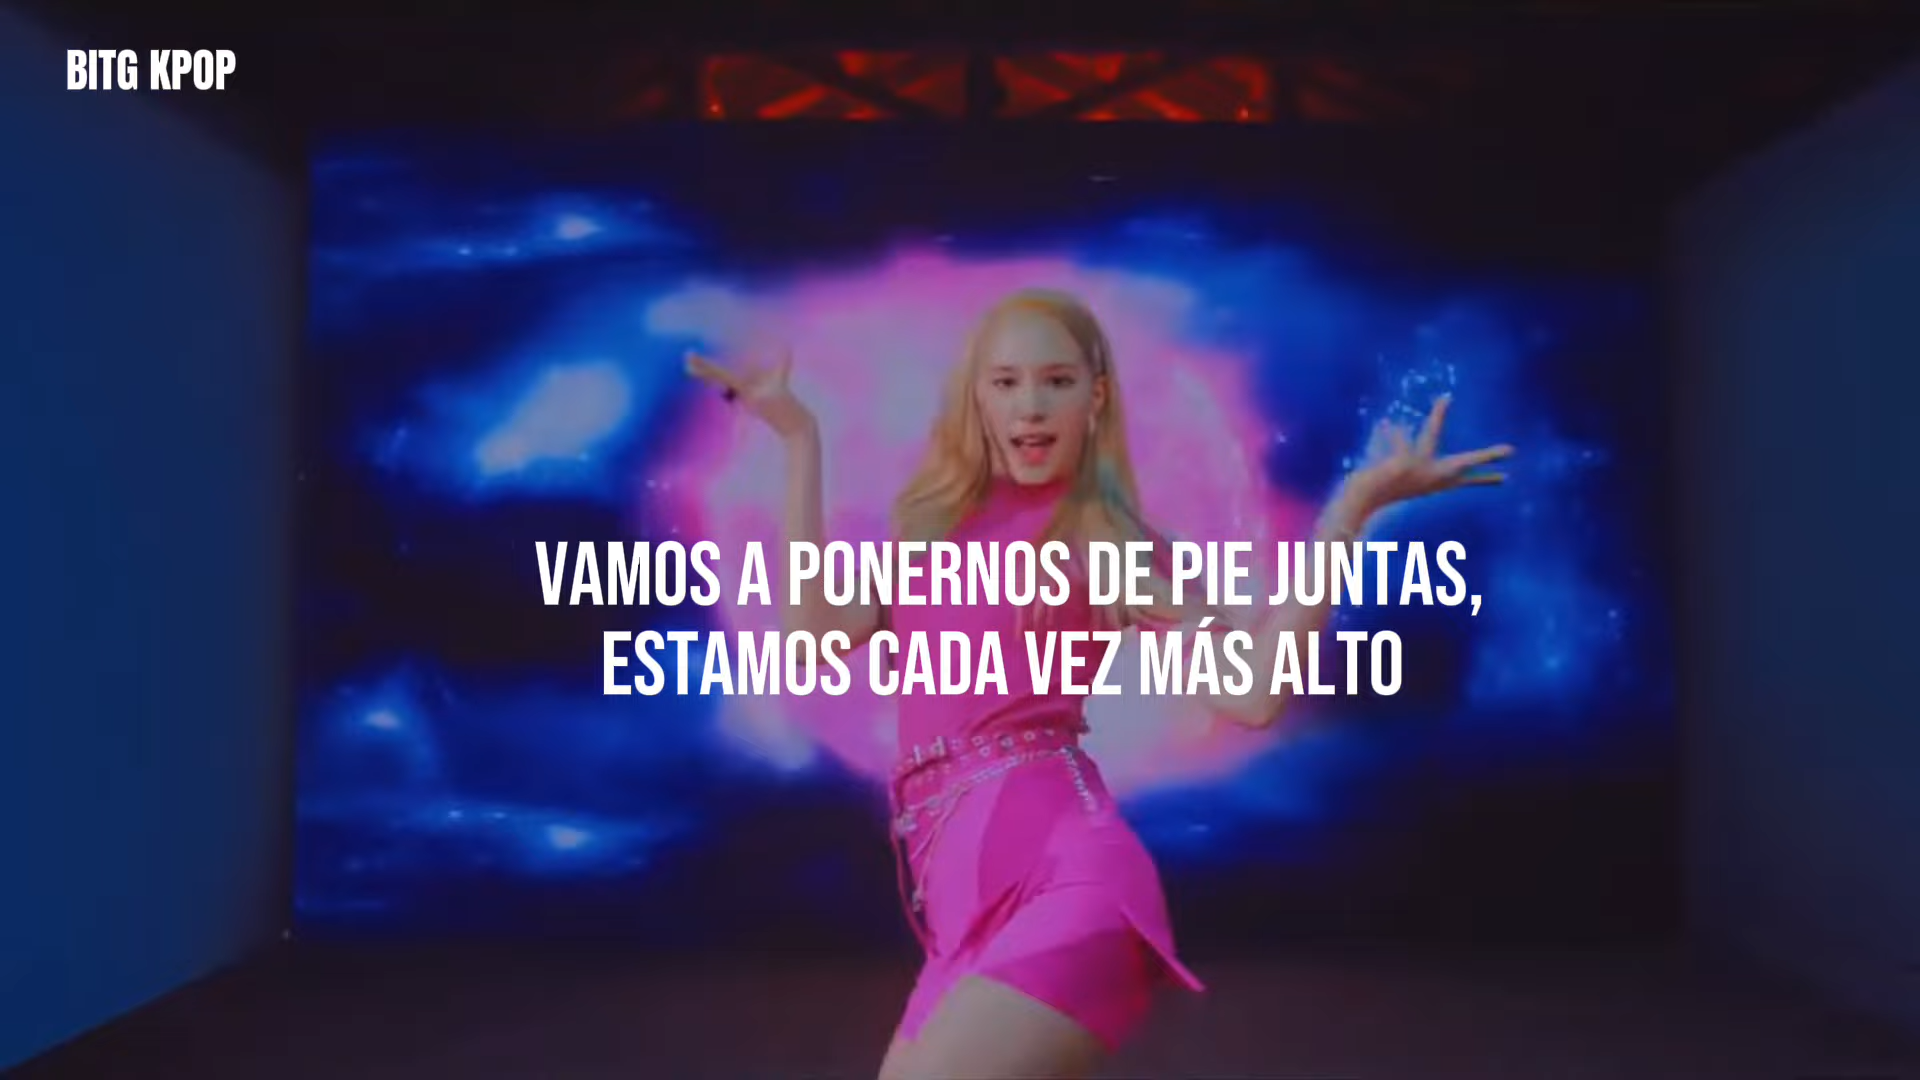 BITG KPOP
VAMOS A PONERNOS DE PIE JUNTAS,
ESTAMOS CADA VEZ MÁS ALTO